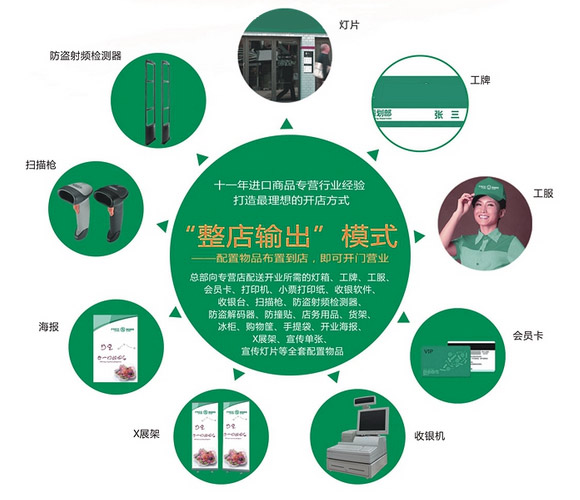 灯片
防盗射频检测器
工牌
划部
张 三
扫描枪
工服
十一年进口商品专营行业经验
打造最理想的开店方式
“整店输出”模式
——配置物品布置到店，即可开门营业
总部向专营店配送开业所需的灯箱、工牌、工服、
会员卡、打印机、小票打印纸、收银软件、
收银台、扫描枪、防盗射频检测器、
防盗解码器、防撞贴、店务用品、货架、
冰柜、购物筐、手提袋、开业海报、
X展架、宣传单张、
宣传灯片等全套配置物品
海报
会员卡
VIP
X展架
收银机